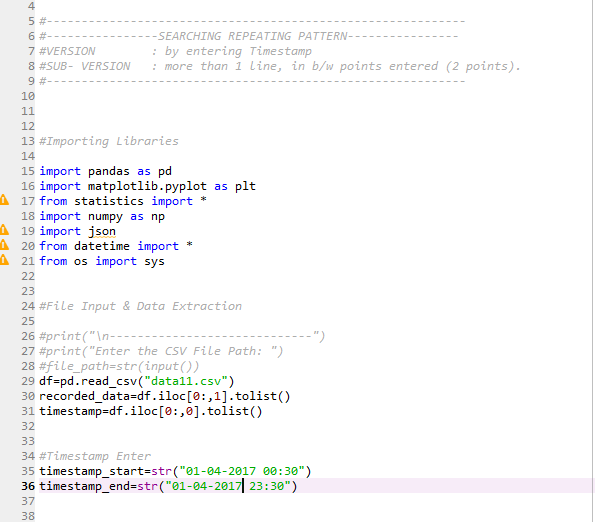 4
5 #---------------------------------------------------------
6 #---------------SEARCHING REPEATING PATTERN---------------
7 #VERSION        : by entering Timestamp
8 #SUB- VERSION   : more than 1 line, in b/w points entered (2 points).
9 #---------------------------------------------------------
10
11
12
13 #Importing Libraries
14
15 import pandas as pd
16 import matplotlib.pyplot as plt
17 from statistics import *
18 import numpy as np
19 import json
20 from datetime import *
21 from os import sys
22
23
24 #File Input & Data Extraction
25
26 #print("\n----------------------------")
27 #print("Enter the CSV File Path: ")
28 #file_path=str(input())
29 df=pd.read_csv("data11.csv")
30 recorded_data=df.iloc[0:,1].tolist()
31 timestamp=df.iloc[0:,0].tolist()
32
33
34 #Timestamp Enter
35 timestamp_start=str("01-04-2017 00:30")
36 timestamp_end=str("01-04-2017 23:30")
37
38